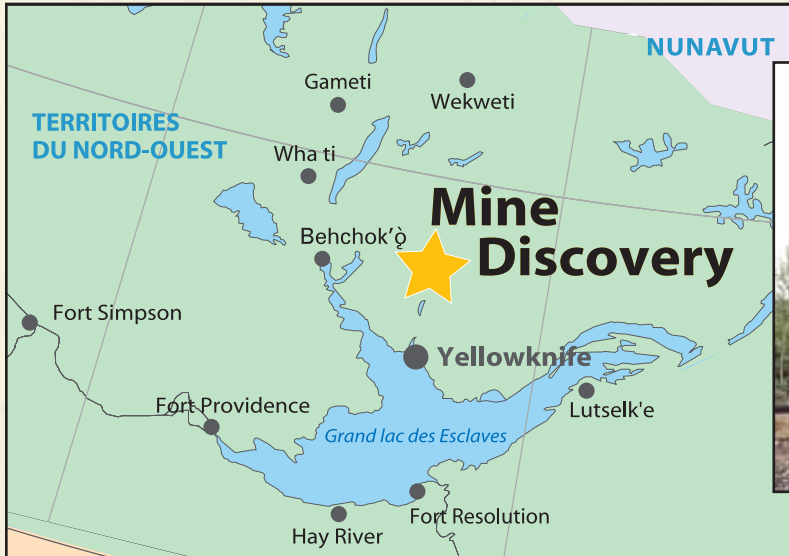 NUNAVUT
Gameti
Wekweti
TERRITOIRES
DU NORD-OUEST
Wha ti
Mine
Discovery
Behchok'ò̱
Fort Simpson
Yellowknife
Fort Providence
Lutselk'e
Grand lac des Esclaves
Fort Resolution
Hay River